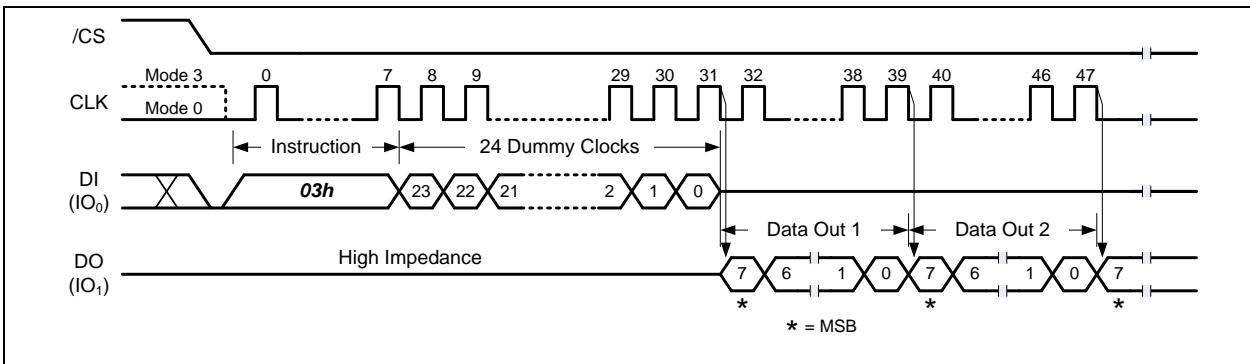 /CS
Mode 3 0 7 8 9 29 30 31 32 38 39 40 46 47
CLK
Mode 0
Instruction 24 Dummy Clocks
DI
(IO₀)
03h 23 22 21 2 1 0
Data Out 1 Data Out 2
DO
(IO₁)
High Impedance
7 6 1 0 7 6 1 0 7
* * *
* = MSB